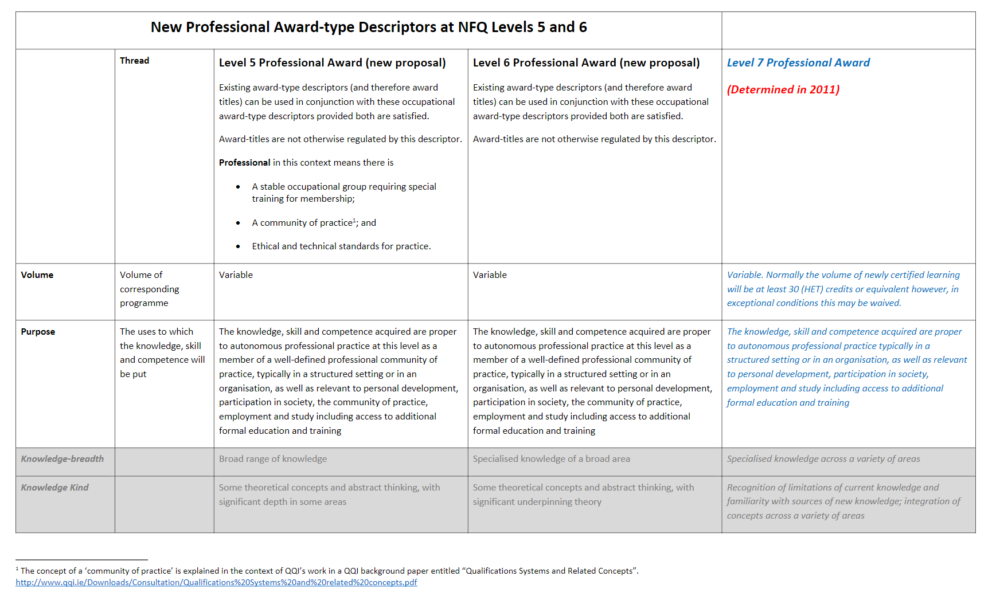 New Professional Award-type Descriptors at NFQ Levels 5 and 6
Thread
Level 5 Professional Award (new proposal)
Existing award-type descriptors (and therefore award
titles) can be used in conjunction with these occupational
award-type descriptors provided both are satisfied.
Award-titles are not otherwise regulated by this descriptor.
Professional in this context means there is
• A stable occupational group requiring special
training for membership;
• A community of practice1; and
• Ethical and technical standards for practice.
Level 6 Professional Award (new proposal)
Existing award-type descriptors (and therefore award
titles) can be used in conjunction with these occupational
award-type descriptors provided both are satisfied.
Award-titles are not otherwise regulated by this descriptor.
Level 7 Professional Award
(Determined in 2011)
Volume
Volume of
corresponding
programme
Variable
Variable
Variable. Normally the volume of newly certified learning
will be at least 30 (HET) credits or equivalent however, in
exceptional conditions this may be waived.
Purpose
The uses to which
the knowledge, skill
and competence will
be put
The knowledge, skill and competence acquired are proper
to autonomous professional practice at this level as a
member of a well-defined professional community of
practice, typically in a structured setting or in an
organisation, as well as relevant to personal development,
participation in society, the community of practice,
employment and study including access to additional
formal education and training
The knowledge, skill and competence acquired are proper
to autonomous professional practice at this level as a
member of a well-defined professional community of
practice, typically in a structured setting or in an
organisation, as well as relevant to personal development,
participation in society, the community of practice,
employment and study including access to additional
formal education and training
The knowledge, skill and competence acquired are proper
to autonomous professional practice typically in a
structured setting or in an organisation, as well as relevant
to personal development, participation in society,
employment and study including access to additional
formal education and training
Knowledge-breadth
Broad range of knowledge
Specialised knowledge of a broad area
Specialised knowledge across a variety of areas
Knowledge Kind
Some theoretical concepts and abstract thinking, with
significant depth in some areas
Some theoretical concepts and abstract thinking, with
significant underpinning theory
Recognition of limitations of current knowledge and
familiarity with sources of new knowledge; integration of
concepts across a variety of areas
1 The concept of a ‘community of practice’ is explained in the context of QQI’s work in a QQI background paper entitled “Qualifications Systems and Related Concepts”.
http://www.qqi.ie/Downloads/Consultation/Qualifications%20Systems%20and%20related%20concepts.pdf